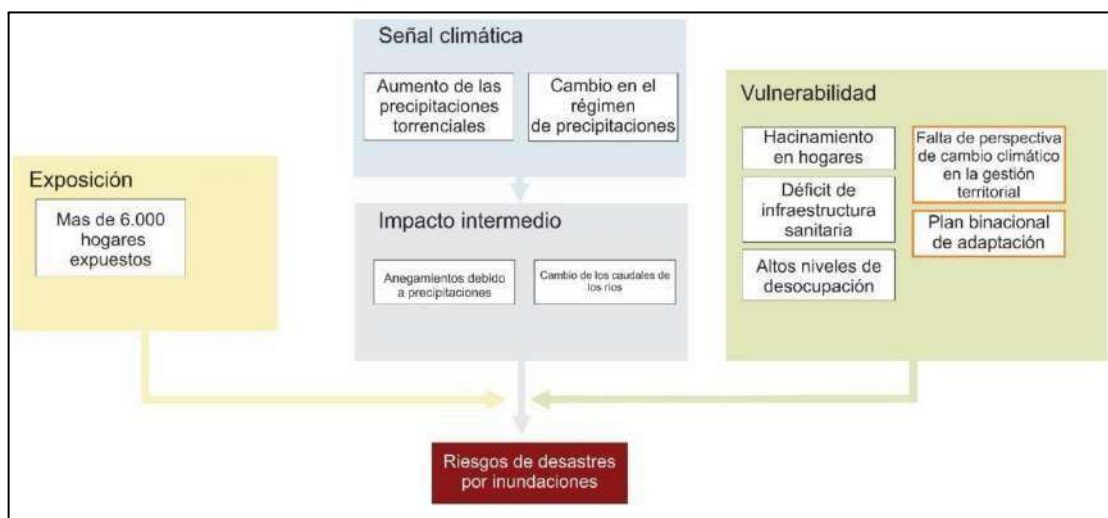 Señal climática
Aumento de las
precipitaciones
torrenciales
Cambio en el
régimen
de precipitaciones
Vulnerabilidad
Hacinamiento
en hogares
Falta de perspectiva
de cambio climático
en la gestión
territorial
Déficit de
infraestructura
sanitaria
Plan binacional
de adaptación
Altos niveles de
desocupación
Exposición
Mas de 6.000
hogares
expuestos
Impacto intermedio
Anegamientos debido
a precipitaciones
Cambio de los caudales de
los rios
Riesgos de desastres
por inundaciones